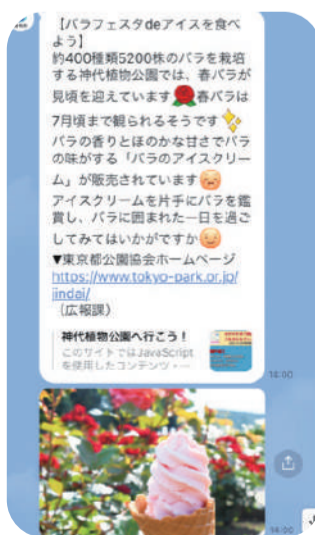 【バラフェスタdeアイスを食べ
よう】
約400種類5200株のバラを栽培
する神代植物公園では、春バラが
見頃を迎えています🌹春バラは
7月頃まで観られるそうです✨
バラの香りとほのかな甘さでバラ
の味がする「バラのアイスクリー
ム」が販売されています😊
アイスクリームを片手にバラを鑑
賞し、バラに囲まれた一日を過ご
してみてはいかがですか😊
▼東京都公園協会ホームページ
https://www.tokyo-park.or.jp/
jindai/
（広報課）
神代植物公園へ行こう！
このサイトではJavaScript
を使用したコンテンツ・…
14:00
14:00